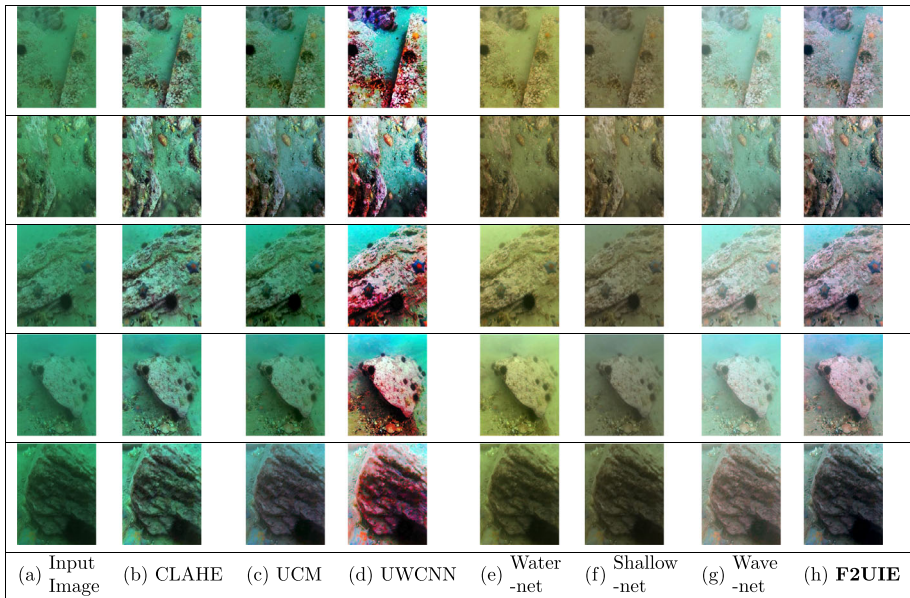 (a) Input Image
(b) CLAHE
(c) UCM
(d) UWCNN
(e) Water -net
(f) Shallow -net
(g) Wave -net
(h) F2UIE